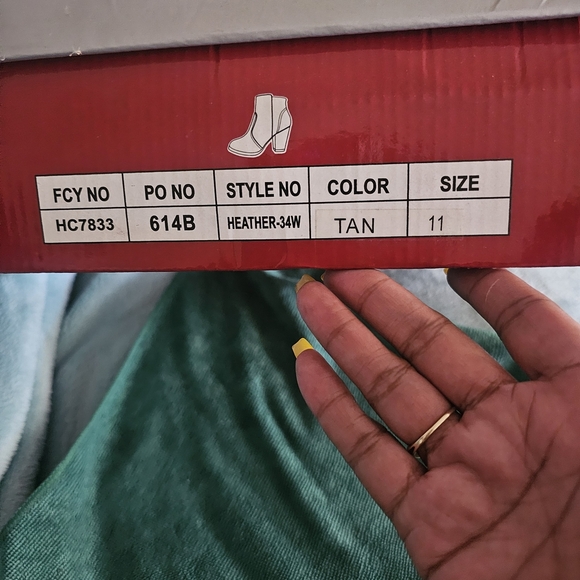 FCY NO PO NO STYLE NO COLOR SIZE
HC7833 614B HEATHER-34W TAN 11